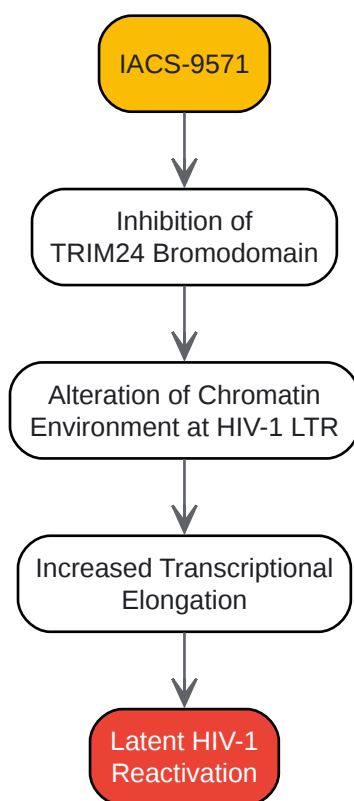 IACS-9571
Inhibition of
TRIM24 Bromodomain
Alteration of Chromatin
Environment at HIV-1 LTR
Increased Transcriptional
Elongation
Latent HIV-1
Reactivation